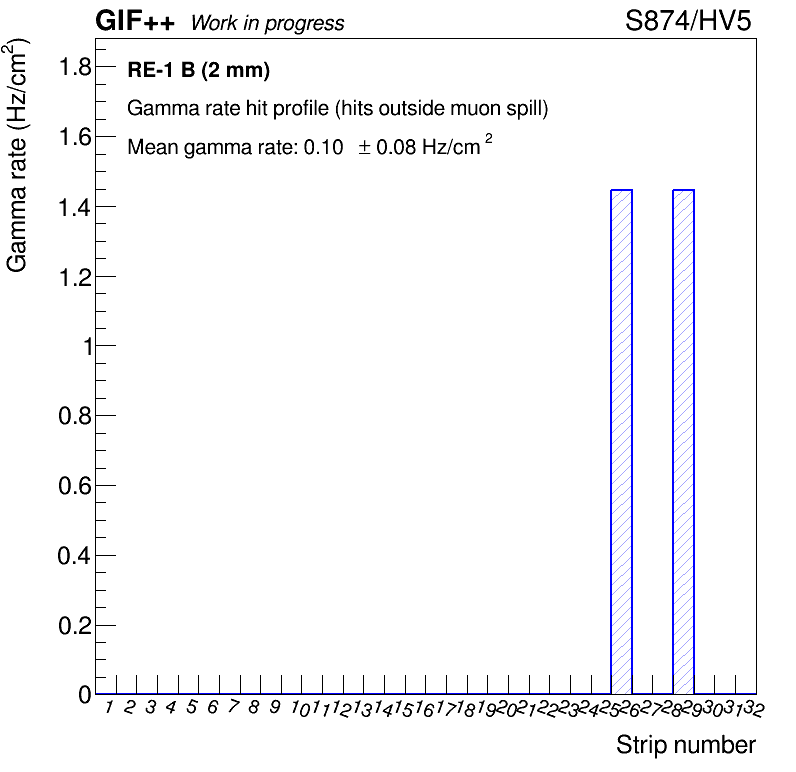 GIF++ Work in progress S874/HV5
Gamma rate (Hz/cm²)
RE-1 B (2 mm)
Gamma rate hit profile (hits outside muon spill)
Mean gamma rate: 0.10 ± 0.08 Hz/cm²
1.8
1.6
1.4
1.2
1
0.8
0.6
0.4
0.2
0
1 2 3 4 5 6 7 8 9 10 11 12 13 14 15 16 17 18 19 20 21 22 23 24 25 26 27 28 29 30 31 32
Strip number